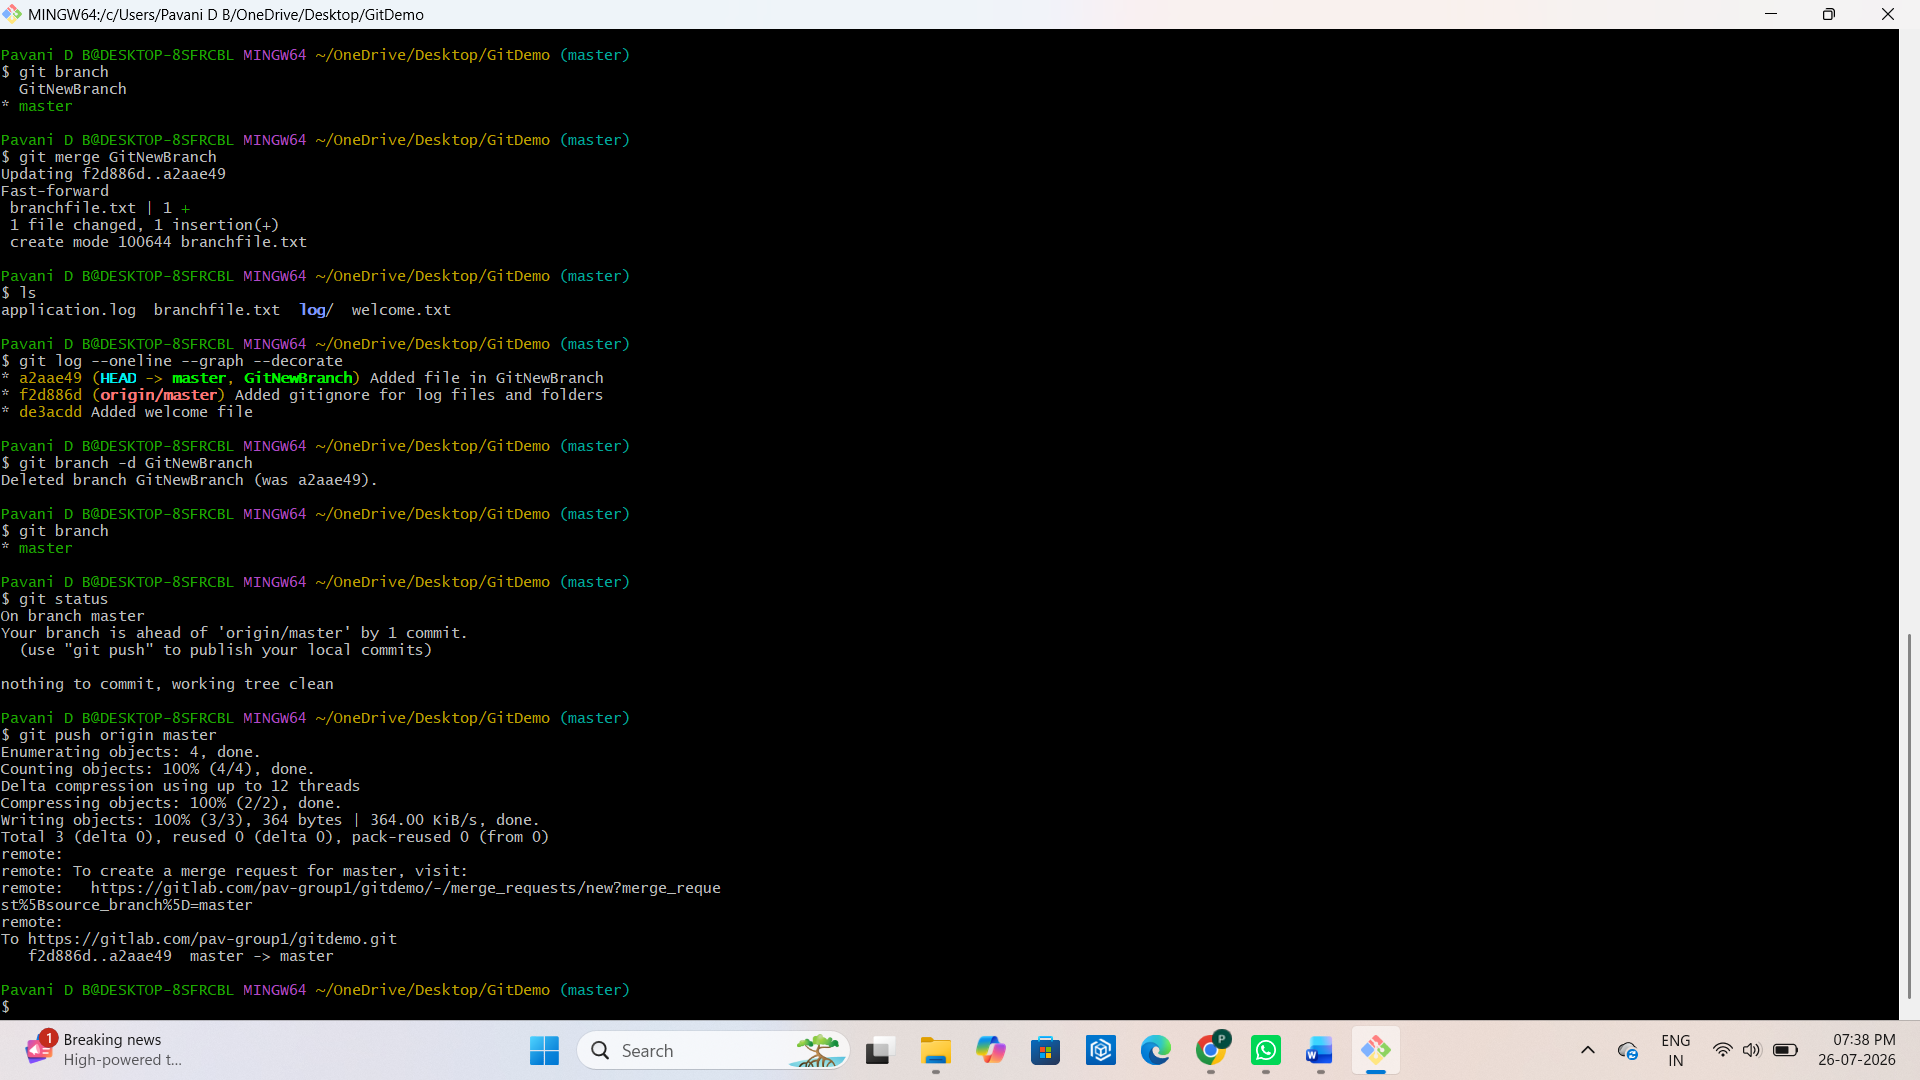 MINGW64:/c/Users/Pavani D B/OneDrive/Desktop/GitDemo
Pavani D B@DESKTOP-8SFRCBL MINGW64 ~/OneDrive/Desktop/GitDemo (master)
$ git branch
  GitNewBranch
* master
Pavani D B@DESKTOP-8SFRCBL MINGW64 ~/OneDrive/Desktop/GitDemo (master)
$ git merge GitNewBranch
Updating f2d886d..a2aae49
Fast-forward
 branchfile.txt | 1 +
 1 file changed, 1 insertion(+)
 create mode 100644 branchfile.txt
Pavani D B@DESKTOP-8SFRCBL MINGW64 ~/OneDrive/Desktop/GitDemo (master)
$ ls
application.log  branchfile.txt  log/  welcome.txt
Pavani D B@DESKTOP-8SFRCBL MINGW64 ~/OneDrive/Desktop/GitDemo (master)
$ git log --oneline --graph --decorate
* a2aae49 (HEAD -> master, GitNewBranch) Added file in GitNewBranch
* f2d886d (origin/master) Added gitignore for log files and folders
* de3acdd Added welcome file
Pavani D B@DESKTOP-8SFRCBL MINGW64 ~/OneDrive/Desktop/GitDemo (master)
$ git branch -d GitNewBranch
Deleted branch GitNewBranch (was a2aae49).
Pavani D B@DESKTOP-8SFRCBL MINGW64 ~/OneDrive/Desktop/GitDemo (master)
$ git branch
* master
Pavani D B@DESKTOP-8SFRCBL MINGW64 ~/OneDrive/Desktop/GitDemo (master)
$ git status
On branch master
Your branch is ahead of 'origin/master' by 1 commit.
  (use "git push" to publish your local commits)
nothing to commit, working tree clean
Pavani D B@DESKTOP-8SFRCBL MINGW64 ~/OneDrive/Desktop/GitDemo (master)
$ git push origin master
Enumerating objects: 4, done.
Counting objects: 100% (4/4), done.
Delta compression using up to 12 threads
Compressing objects: 100% (2/2), done.
Writing objects: 100% (3/3), 364 bytes | 364.00 KiB/s, done.
Total 3 (delta 0), reused 0 (delta 0), pack-reused 0 (from 0)
remote:
remote: To create a merge request for master, visit:
remote:   https://gitlab.com/pav-group1/gitdemo/-/merge_requests/new?merge_reque
st%5Bsource_branch%5D=master
remote:
To https://gitlab.com/pav-group1/gitdemo.git
   f2d886d..a2aae49  master -> master
Pavani D B@DESKTOP-8SFRCBL MINGW64 ~/OneDrive/Desktop/GitDemo (master)
$
1
Breaking news
High-powered t...
Search
P
W
ENG
IN
07:38 PM
26-07-2026